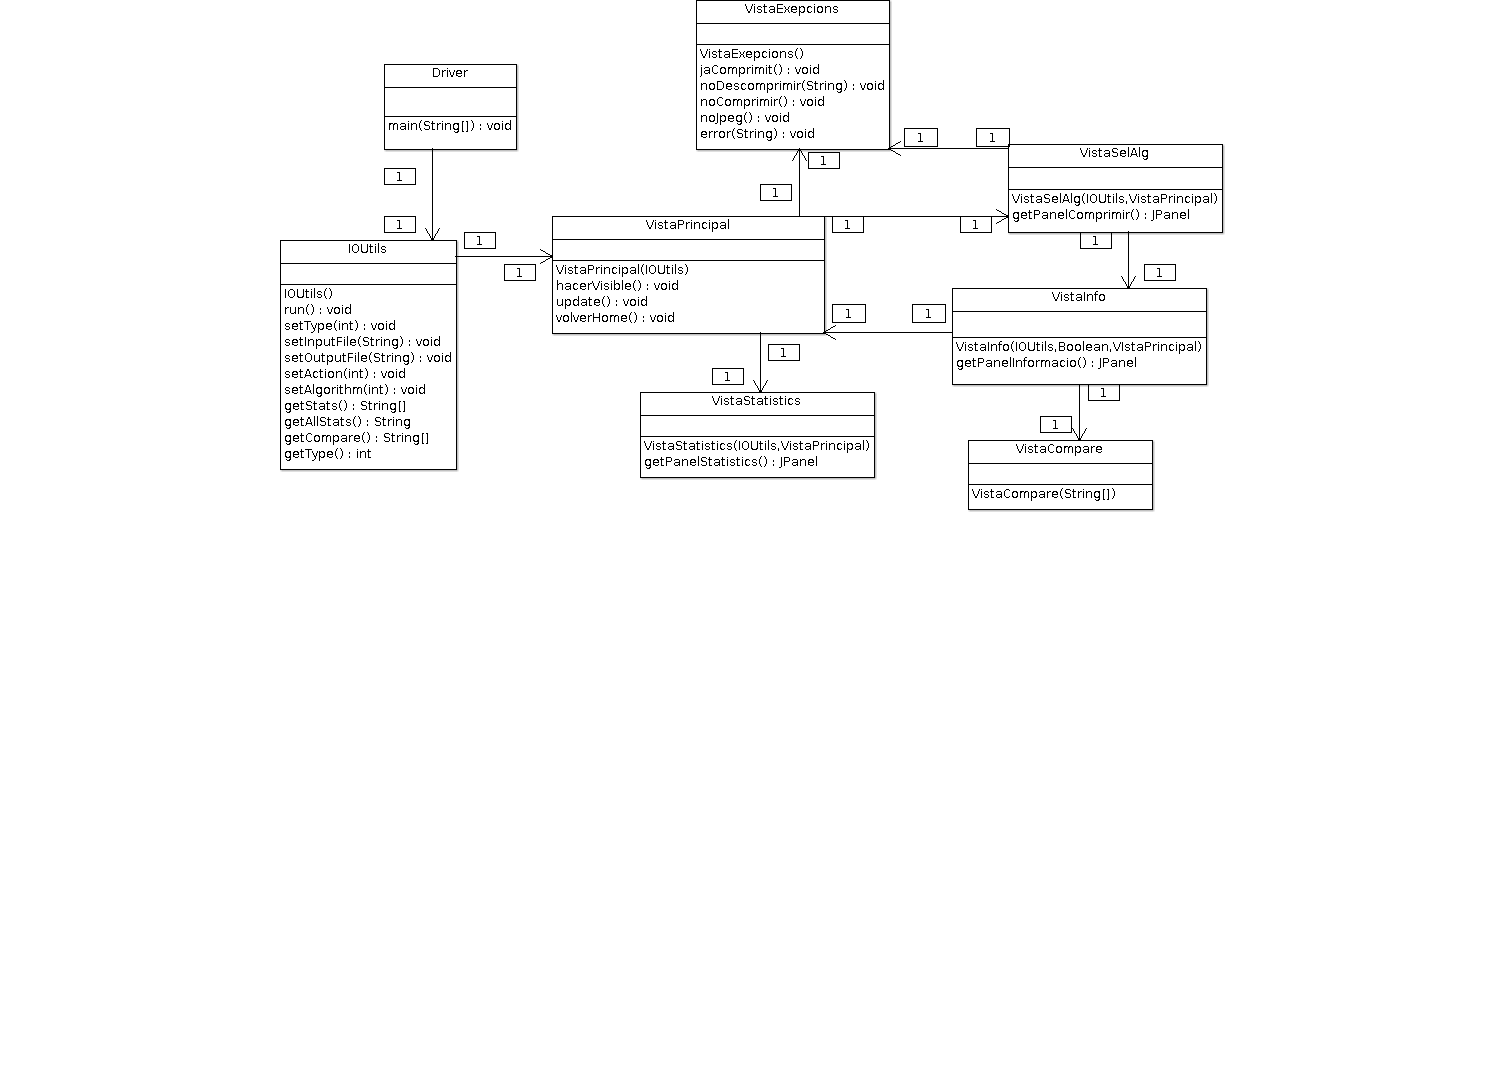 VistaExepcions
VistaExepcions()
jaComprimit() : void
noDescomprimir(String) : void
noComprimir() : void
noJpeg() : void
error(String) : void
Driver
main(String[]) : void
1
1
1
1
1
1
VistaSelAlg
VistaSelAlg(IOUtils,VistaPrincipal)
getPanelComprimir() : JPanel
1
1
IOUtils
IOUtils()
run() : void
setType(int) : void
setInputFile(String) : void
setOutputFile(String) : void
setAction(int) : void
setAlgorithm(int) : void
getStats() : String[]
getAllStats() : String
getCompare() : String[]
getType() : int
1
1
VistaPrincipal
VistaPrincipal(IOUtils)
hacerVisible() : void
update() : void
volverHome() : void
1
1
1
1
VistaInfo
VistaInfo(IOUtils,Boolean,VIstaPrincipal)
getPanelInformacio() : JPanel
1
1
VistaStatistics
VistaStatistics(IOUtils,VistaPrincipal)
getPanelStatistics() : JPanel
1
1
VistaCompare
VistaCompare(String[])